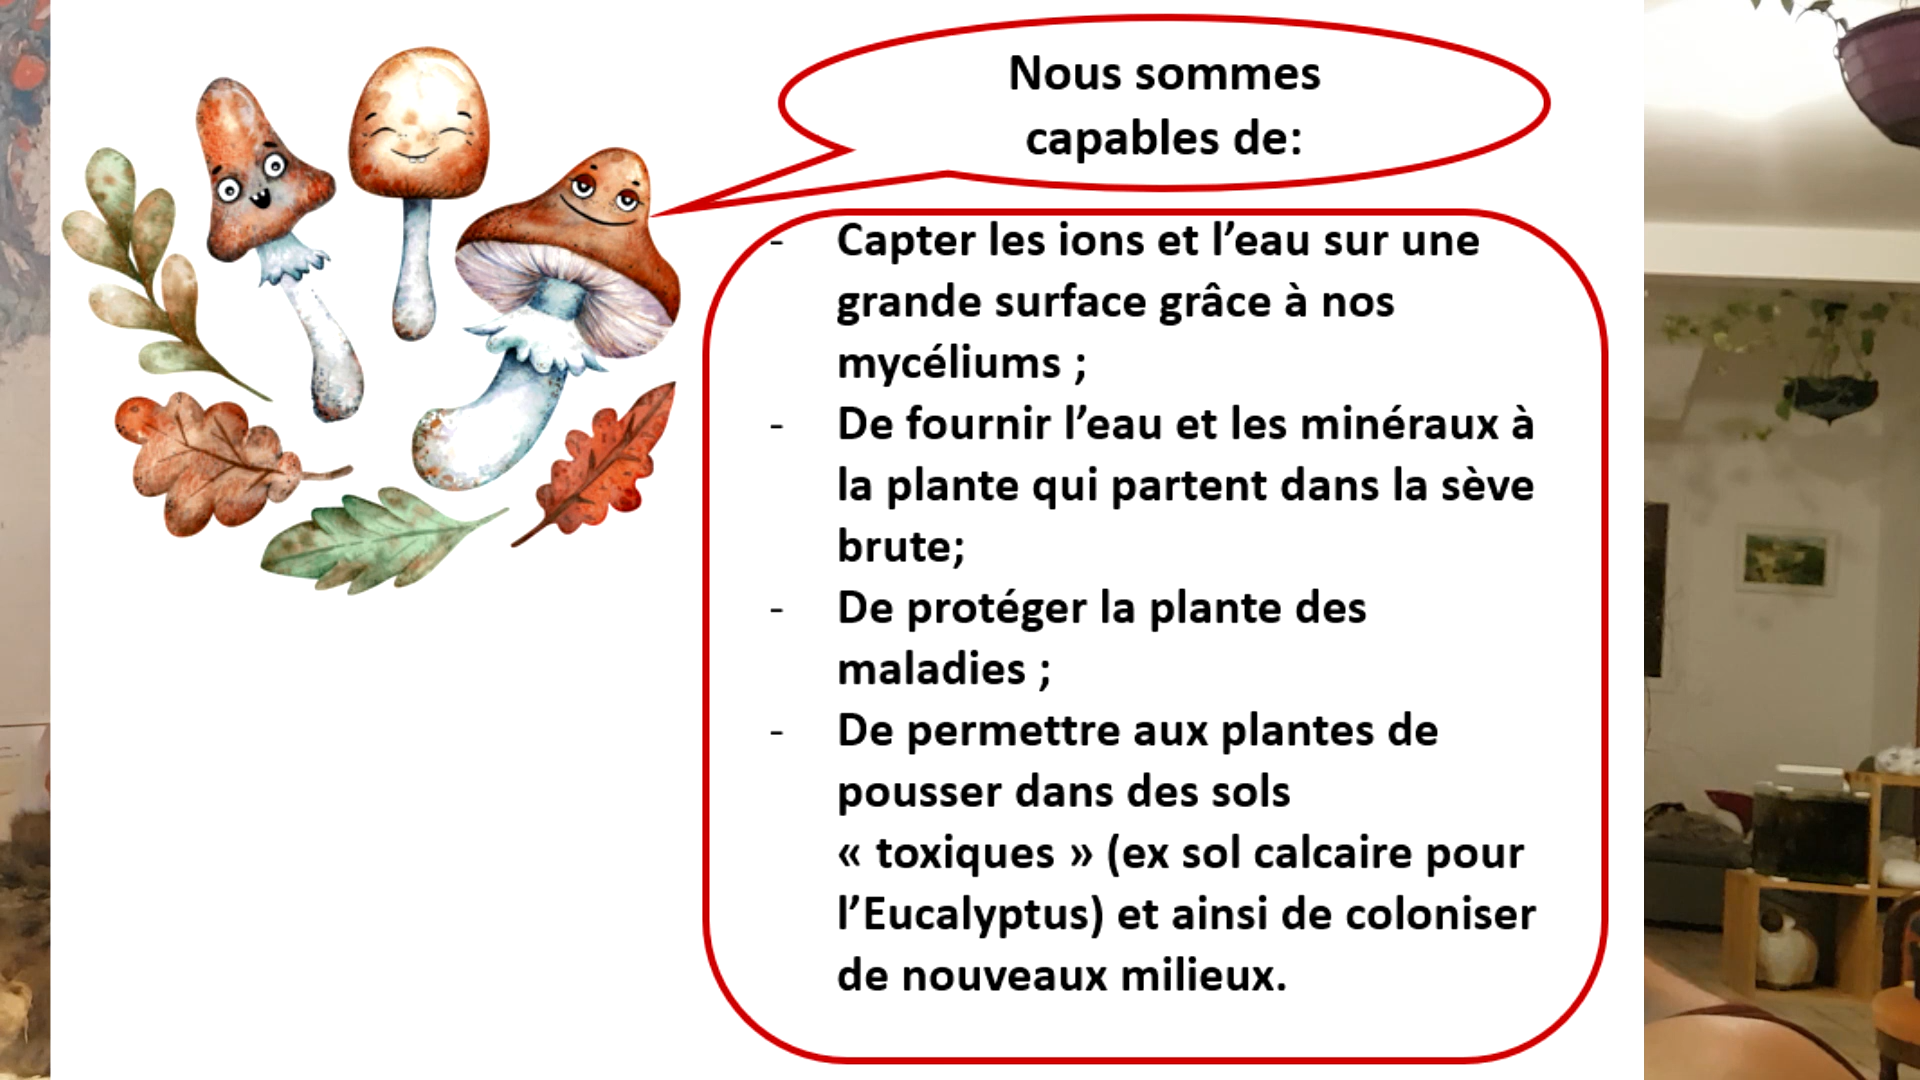 Nous sommes
capables de:
- Capter les ions et l’eau sur une
grande surface grâce à nos
mycéliums ;
- De fournir l’eau et les minéraux à
la plante qui partent dans la sève
brute;
- De protéger la plante des
maladies ;
- De permettre aux plantes de
pousser dans des sols
« toxiques » (ex sol calcaire pour
l’Eucalyptus) et ainsi de coloniser
de nouveaux milieux.